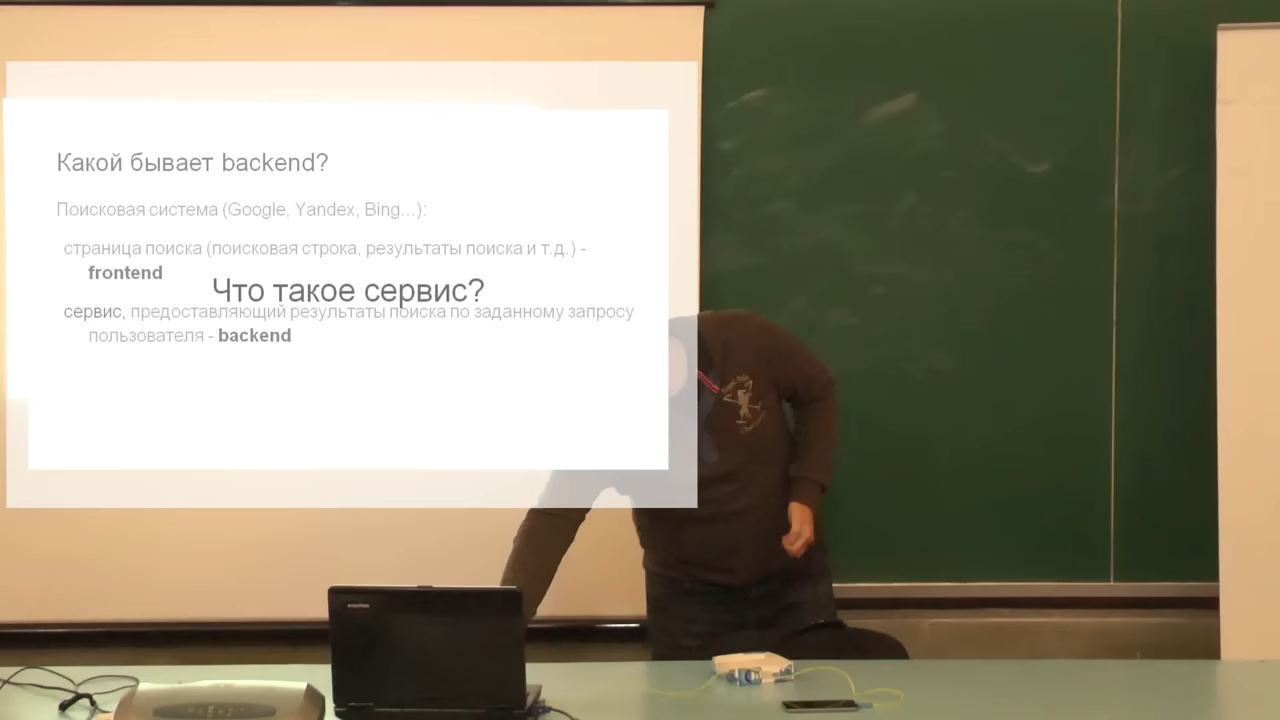 Какой бывает backend?
Поисковая система (Google, Yandex, Bing...):
страница поиска (поисковая строка, результаты поиска и т.д.) -
frontend
Что такое сервис?
сервис, предоставляющий результаты поиска по заданному запросу
пользователя - backend